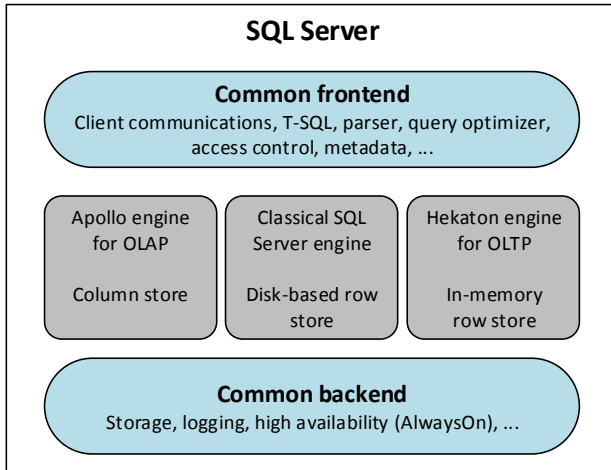 SQL Server
Common frontend
Client communications, T-SQL, parser, query optimizer,
access control, metadata, ...
Apollo engine
for OLAP
Column store
Classical SQL
Server engine
Disk-based row
store
Hekaton engine
for OLTP
In-memory
row store
Common backend
Storage, logging, high availability (AlwaysOn), ...